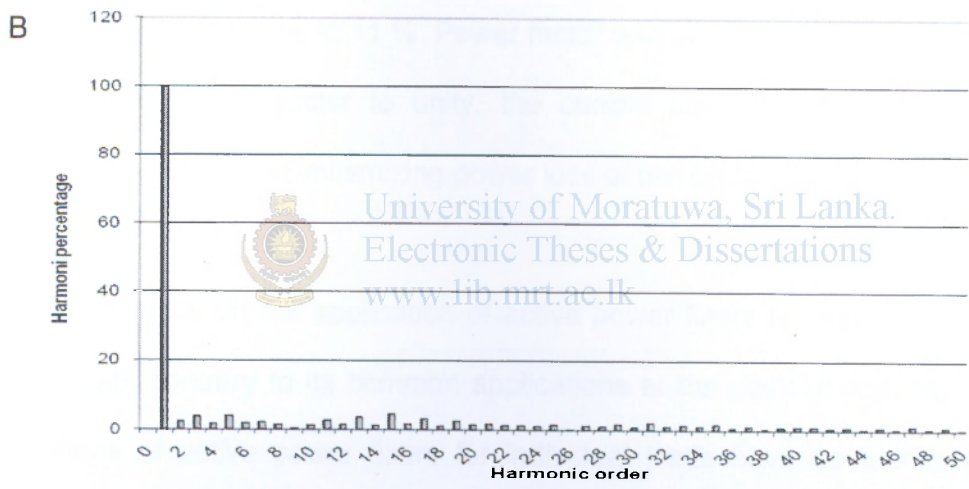 B
120
100
80
60
40
20
0
Harmoni percentage
University of Moratuwa, Sri Lanka.
Electronic Theses & Dissertations
www.lib.mrt.ac.lk
0 2 4 6 8 10 12 14 16 18 20 22 24 26 28 30 32 34 36 38 40 42 44 46 48 50
Harmonic order